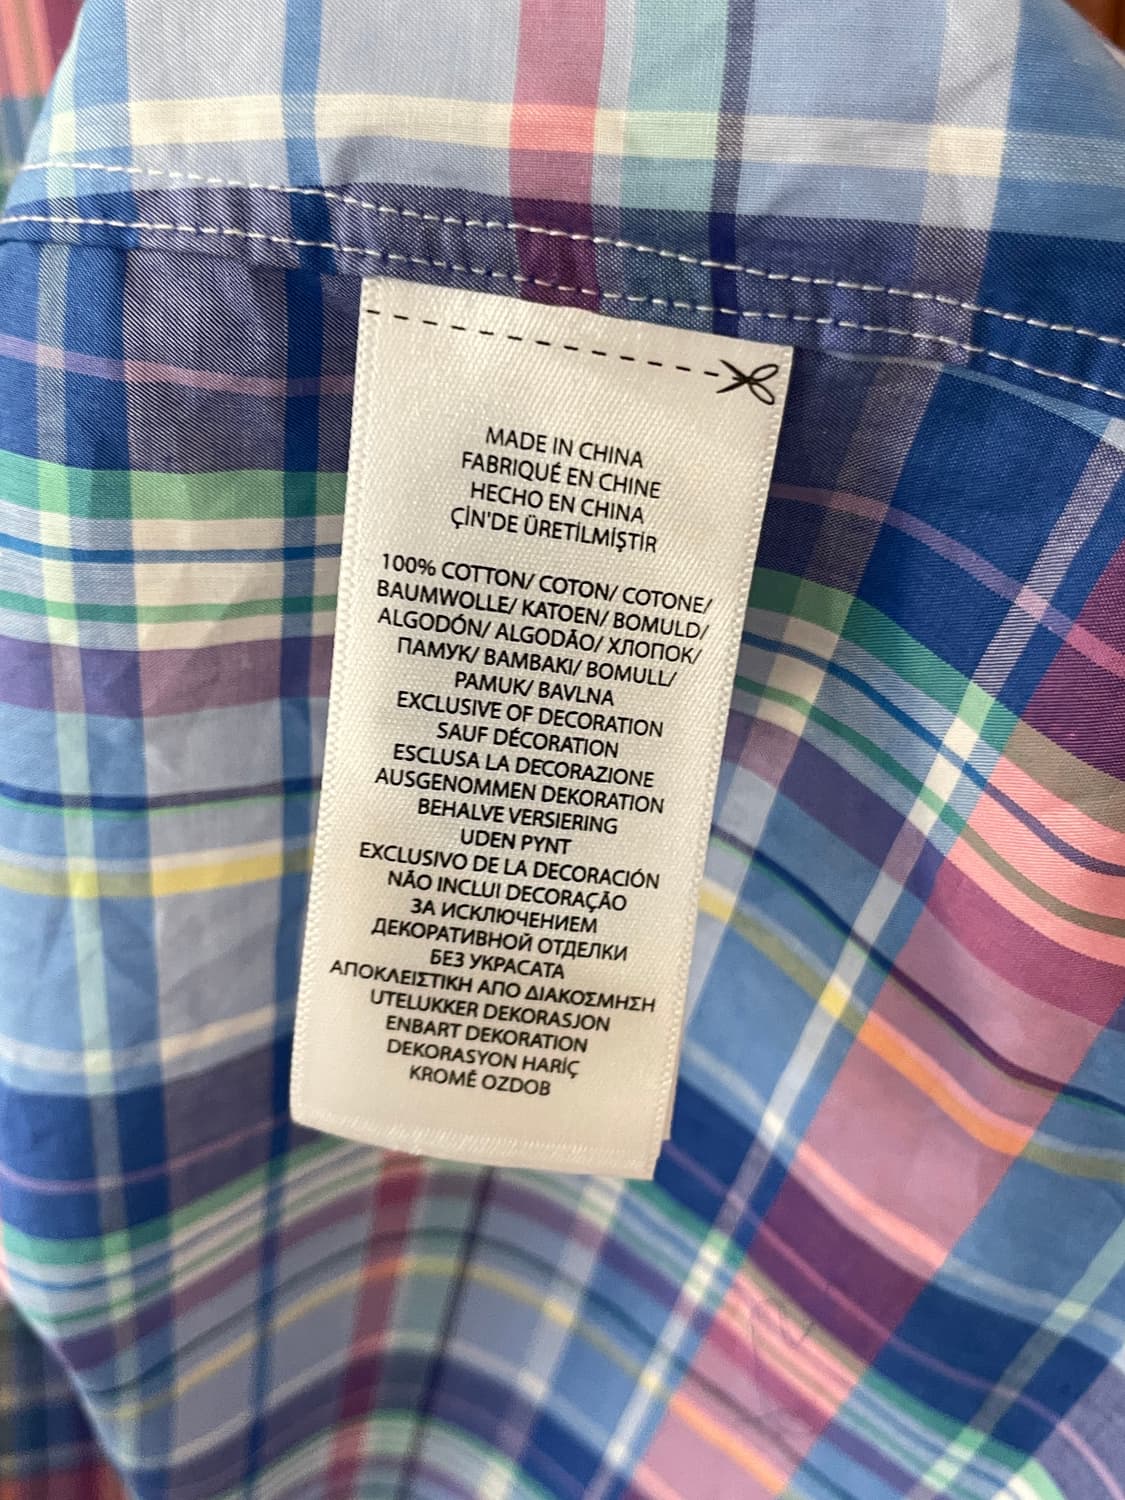 MADE IN CHINA
FABRIQUÉ EN CHINE
HECHO EN CHINA
ÇİN'DE ÜRETİLMİŞTİR
100% COTTON/ COTON/ COTONE/
BAUMWOLLE/ KATOEN/ BOMULD/
ALGODÓN/ ALGODÃO/ ХЛОПОК/
ПАМУК/ ΒΑΜΒΑΚΙ/ BOMULL/
PAMUK/ BAVLNA
EXCLUSIVE OF DECORATION
SAUF DÉCORATION
ESCLUSA LA DECORAZIONE
AUSGENOMMEN DEKORATION
BEHALVE VERSIERING
UDEN PYNT
EXCLUSIVO DE LA DECORACIÓN
NÃO INCLUI DECORAÇÃO
ЗА ИСКЛЮЧЕНИЕМ
ДЕКОРАТИВНОЙ ОТДЕЛКИ
БЕЗ УКРАСАТА
ΑΠΟΚΛΕΙΣΤΙΚΗ ΑΠΟ ΔΙΑΚΟΣΜΗΣΗ
UTELUKKER DEKORASJON
ENBART DEKORATION
DEKORASYON HARİÇ
KROMĚ OZDOB